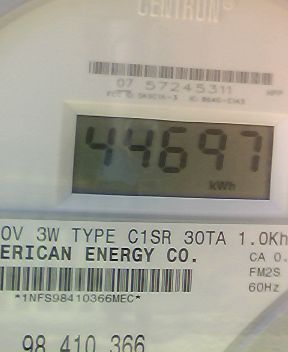 CENTRON®
07 57245311
44697
kWh
0V 3W TYPE C1SR 30TA 1.0Kh
ERICAN ENERGY CO.
CA 0.
FM2S
60Hz
*1NFS98410366MEC*
98 410 366